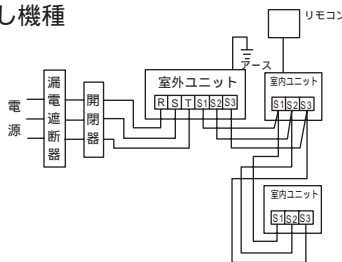 し機種
リモコン
アース
漏電遮断器
開閉器
電源
室外ユニット
R S T S1 S2 S3
室内ユニット
S1 S2 S3
室内ユニット
S1 S2 S3